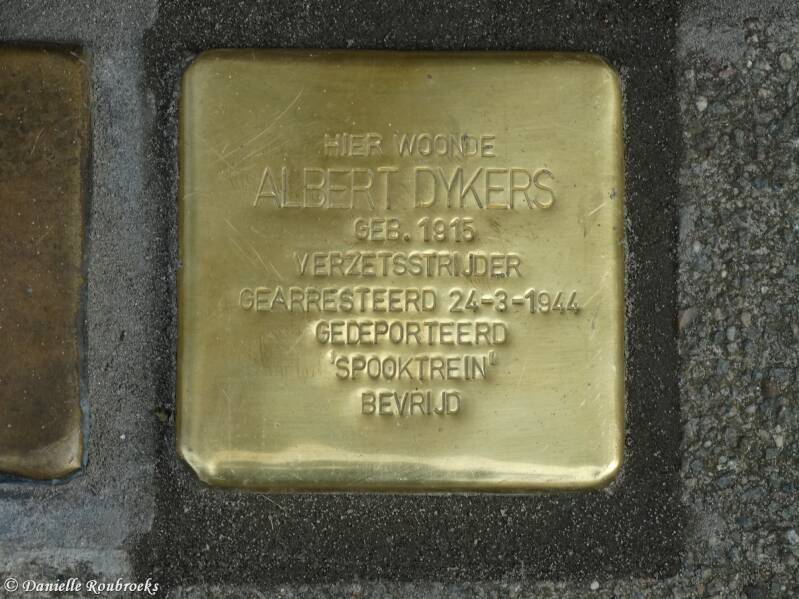 HIER WOONDE
ALBERT DYKERS
GEB. 1915
VERZETSSTRIJDER
GEARRESTEERD 24-3-1944
GEDEPORTEERD
'SPOOKTREIN"
BEVRIJD
© Danielle Roubroeks